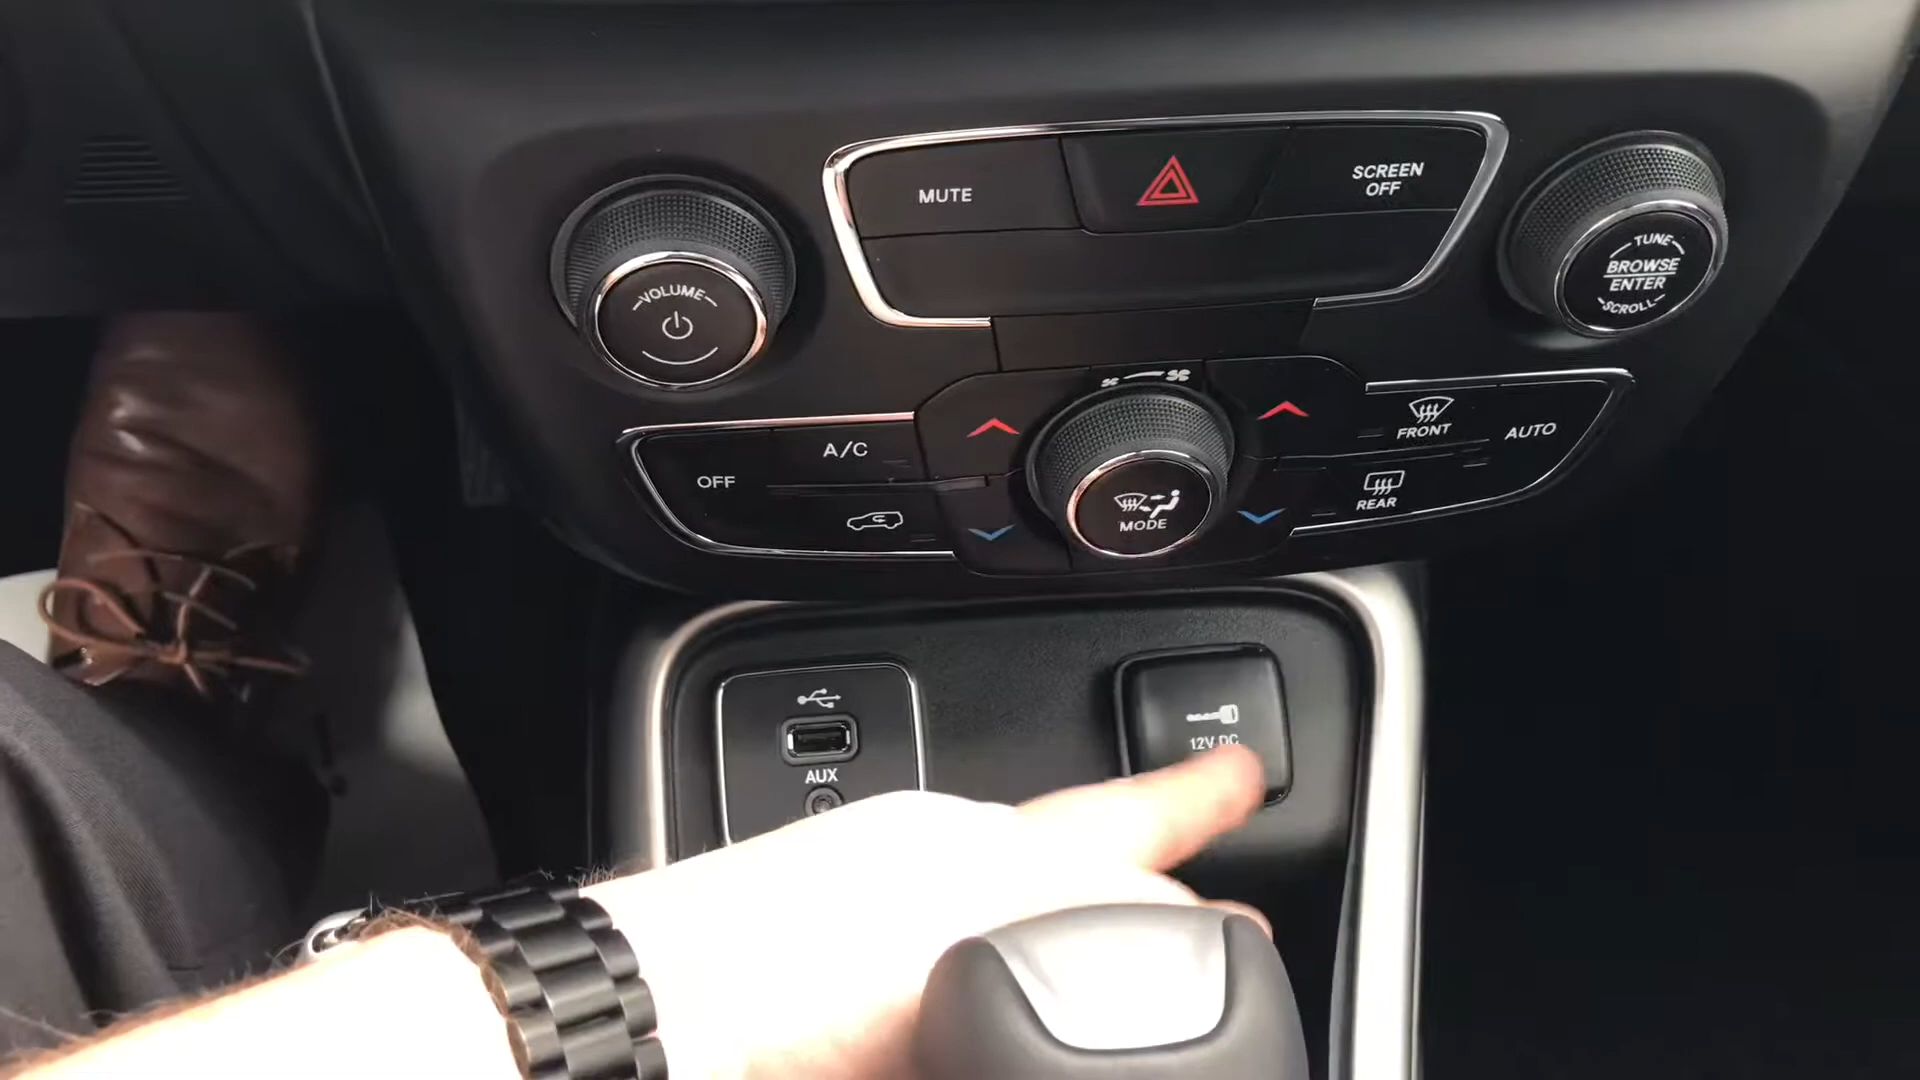 MUTE
SCREEN
OFF
VOLUME
TUNE
BROWSE
ENTER
SCROLL
A/C
OFF
MODE
FRONT
AUTO
REAR
AUX
12V DC